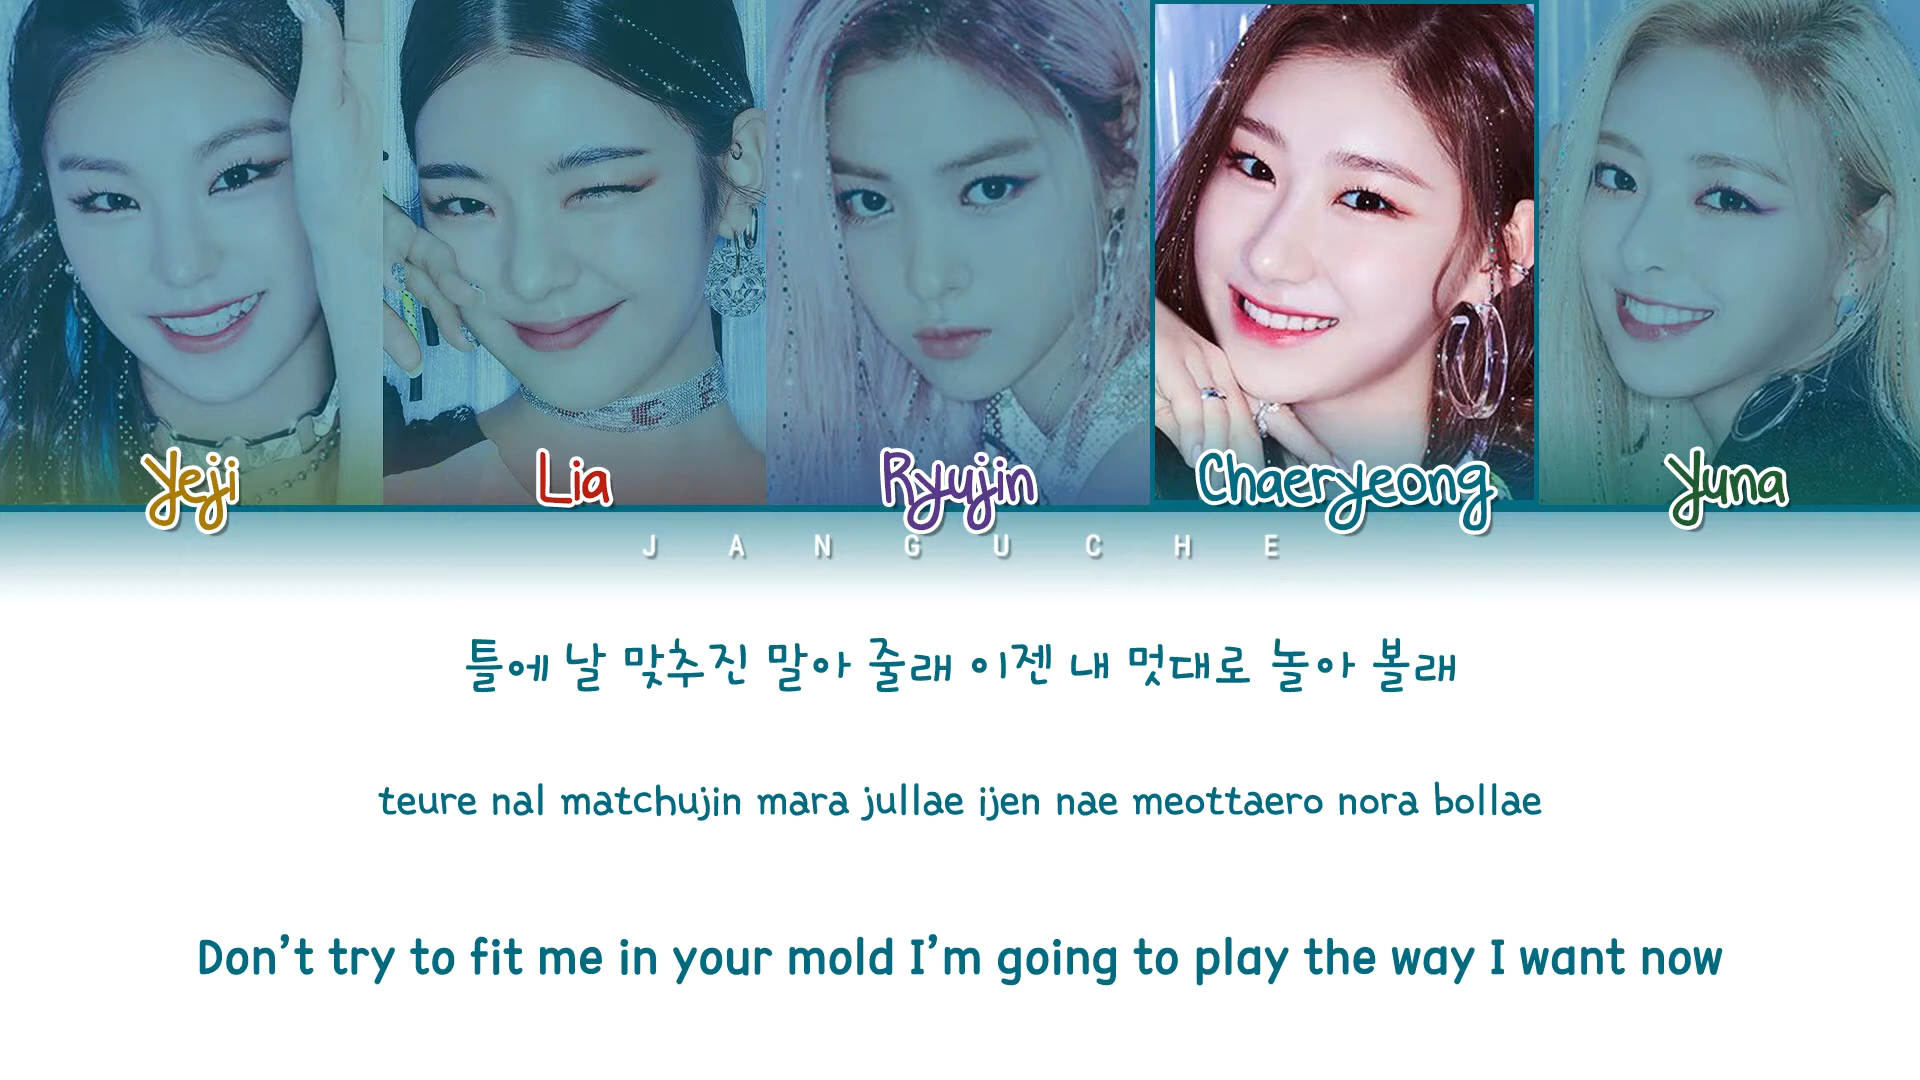 Yeji Lia Ryujin Chaeryeong Yuna
JANGUCHE
틀에 날 맞추진 말아 줄래 이젠 내 멋대로 놀아 볼래
teure nal matchujin mara jullae ijen nae meottaero nora bollae
Don't try to fit me in your mold I'm going to play the way I want now